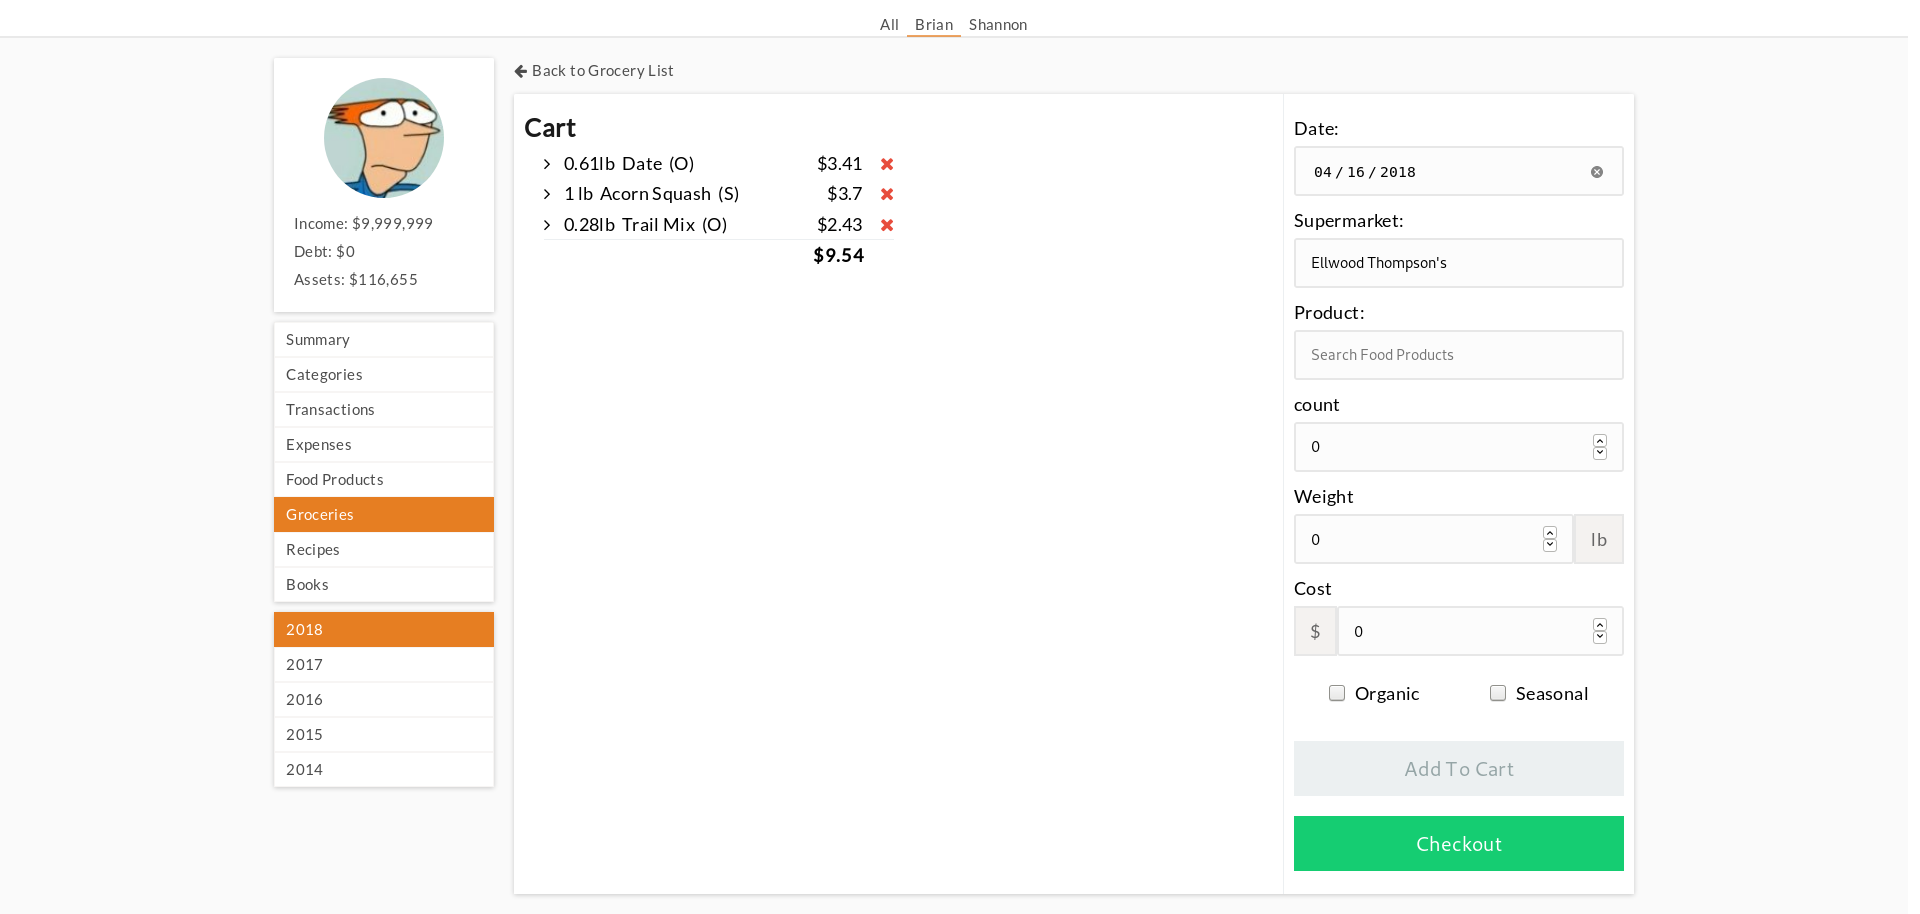 All Brian Shannon
Income: $9,999,999
Debt: $0
Assets: $116,655
Summary
Categories
Transactions
Expenses
Food Products
Groceries
Recipes
Books
2018
2017
2016
2015
2014
Back to Grocery List
Cart
0.61lb Date (O) $3.41
1 lb Acorn Squash (S) $3.7
0.28lb Trail Mix (O) $2.43
$9.54
Date:
04 / 16 / 2018
Supermarket:
Ellwood Thompson's
Product:
Search Food Products
count
0
Weight
0 lb
Cost
$ 0
Organic Seasonal
Add To Cart
Checkout